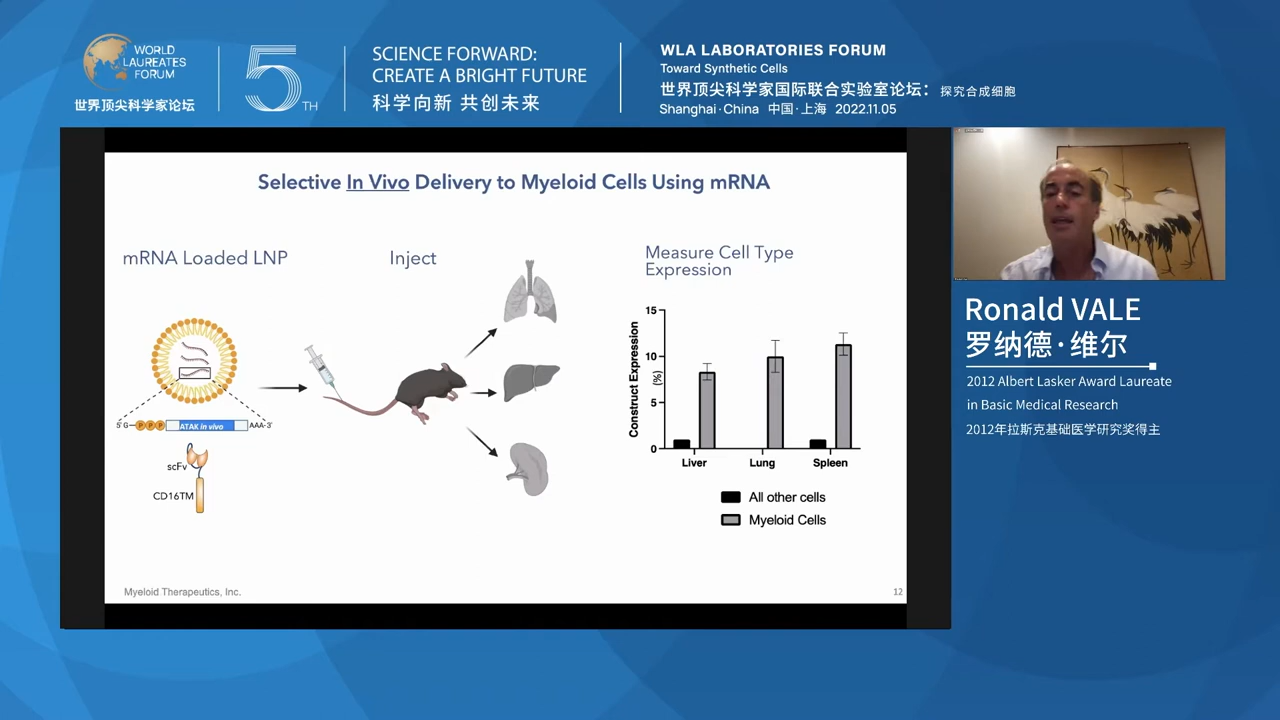 WORLD
LAUREATES
FORUM
世界顶尖科学家论坛
5TH
SCIENCE FORWARD:
CREATE A BRIGHT FUTURE
科学向新 共创未来
WLA LABORATORIES FORUM
Toward Synthetic Cells
世界顶尖科学家国际联合实验室论坛：探究合成细胞
Shanghai·China 中国·上海 2022.11.05
Selective In Vivo Delivery to Myeloid Cells Using mRNA
mRNA Loaded LNP
Inject
Measure Cell Type
Expression
5' G P P P ATAK in vivo AAA-3'
scFv
CD16TM
Construct Expression
(%)
15
10
5
0
Liver Lung Spleen
All other cells
Myeloid Cells
Myeloid Therapeutics, Inc.
12
Ronald VALE
罗纳德·维尔
2012 Albert Lasker Award Laureate
in Basic Medical Research
2012年拉斯克基础医学研究奖得主